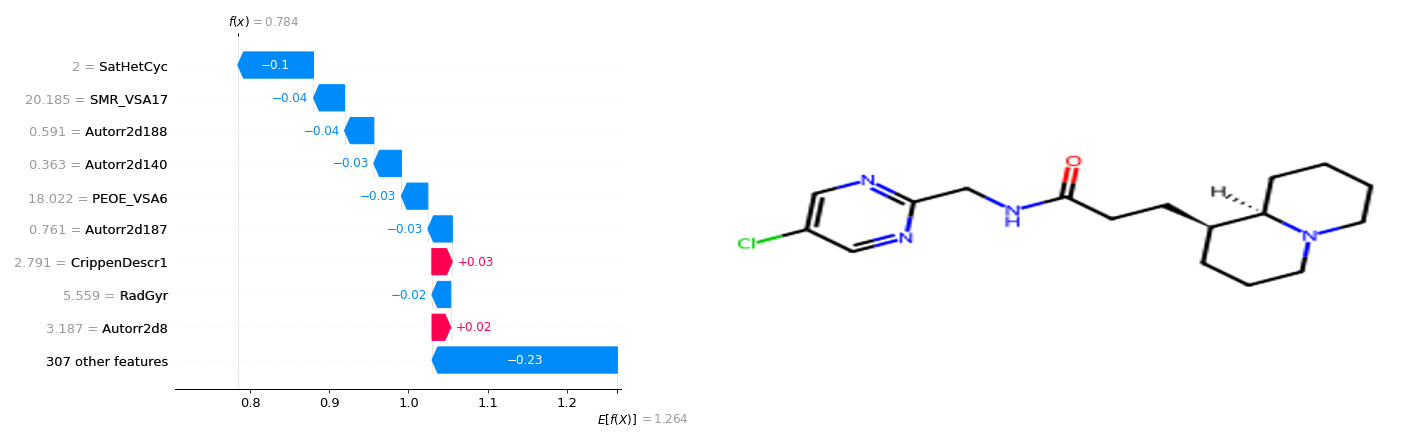 f(x) = 0.784
2 = SatHetCyc
−0.1
20.185 = SMR_VSA17
−0.04
0.591 = Autorr2d188
−0.04
0.363 = Autorr2d140
−0.03
18.022 = PEOE_VSA6
−0.03
0.761 = Autorr2d187
−0.03
2.791 = CrippenDescr1
+0.03
5.559 = RadGyr
−0.02
3.187 = Autorr2d8
+0.02
307 other features
−0.23
0.8 0.9 1.0 1.1 1.2
E[f(X)] = 1.264
O
N
H
N
H
N
N
Cl